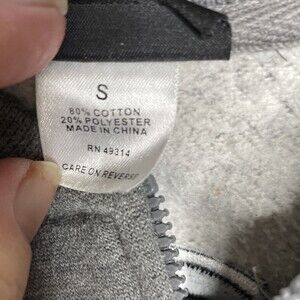 S
80% COTTON
20% POLYESTER
MADE IN CHINA
RN 49314
CARE ON REVERSE